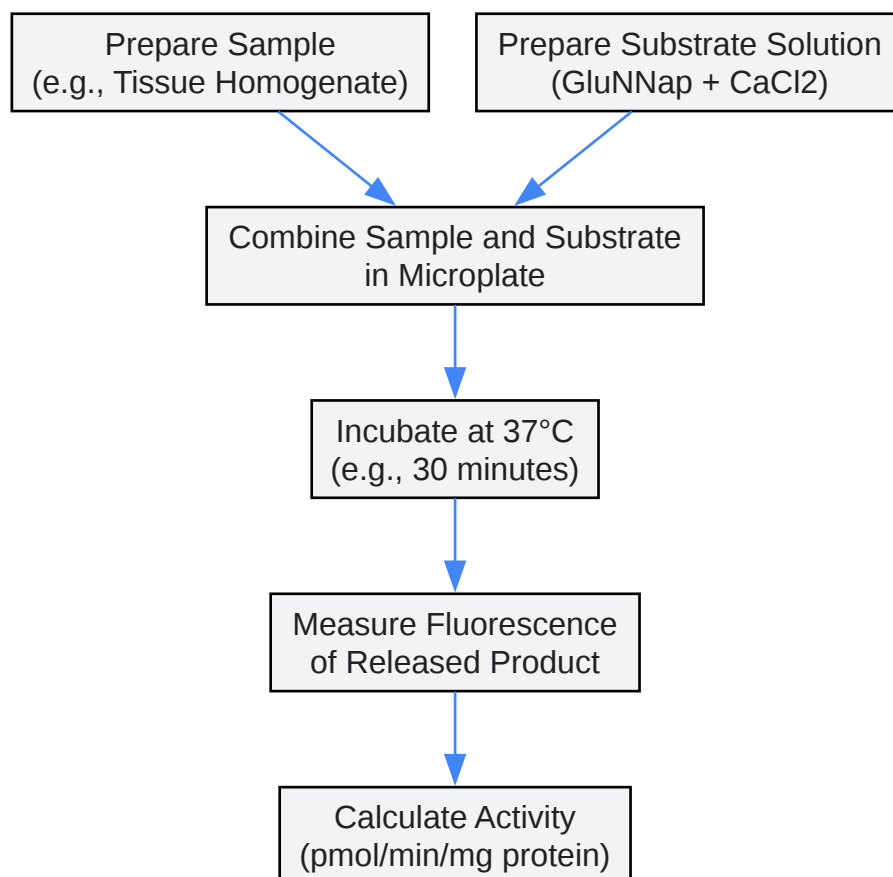 Prepare Sample
(e.g., Tissue Homogenate)
Prepare Substrate Solution
(GluNNap + CaCl2)
Combine Sample and Substrate
in Microplate
Incubate at 37°C
(e.g., 30 minutes)
Measure Fluorescence
of Released Product
Calculate Activity
(pmol/min/mg protein)